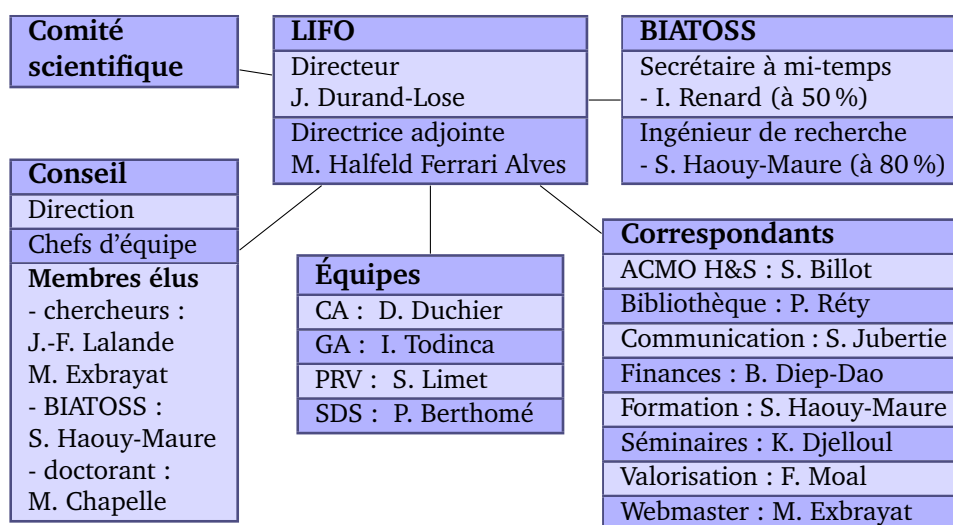 Comité
scientifique
LIFO
Directeur
J. Durand-Lose
Directrice adjointe
M. Halfeld Ferrari Alves
BIATOSS
Secrétaire à mi-temps
- I. Renard (à 50 %)
Ingénieur de recherche
- S. Haouy-Maure (à 80 %)
Conseil
Direction
Chefs d'équipe
Membres élus
- chercheurs :
J.-F. Lalande
M. Exbrayat
- BIATOSS :
S. Haouy-Maure
- doctorant :
M. Chapelle
Équipes
CA : D. Duchier
GA : I. Todinca
PRV : S. Limet
SDS : P. Berthomé
Correspondants
ACMO H&S : S. Billot
Bibliothèque : P. Réty
Communication : S. Jubertie
Finances : B. Diep-Dao
Formation : S. Haouy-Maure
Séminaires : K. Djelloul
Valorisation : F. Moal
Webmaster : M. Exbrayat